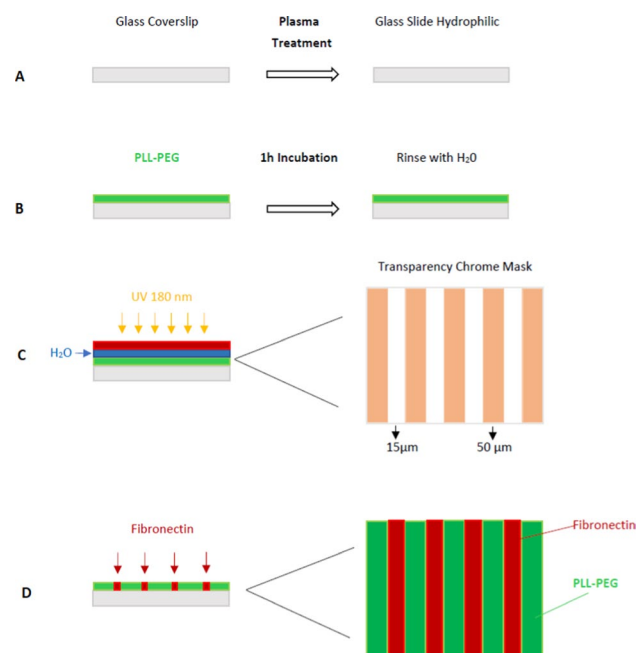 Glass Coverslip
Plasma
Treatment
Glass Slide Hydrophilic
A
PLL-PEG
1h Incubation
Rinse with H₂0
B
Transparency Chrome Mask
UV 180 nm
H₂O
C
15µm
50 µm
Fibronectin
Fibronectin
D
PLL-PEG